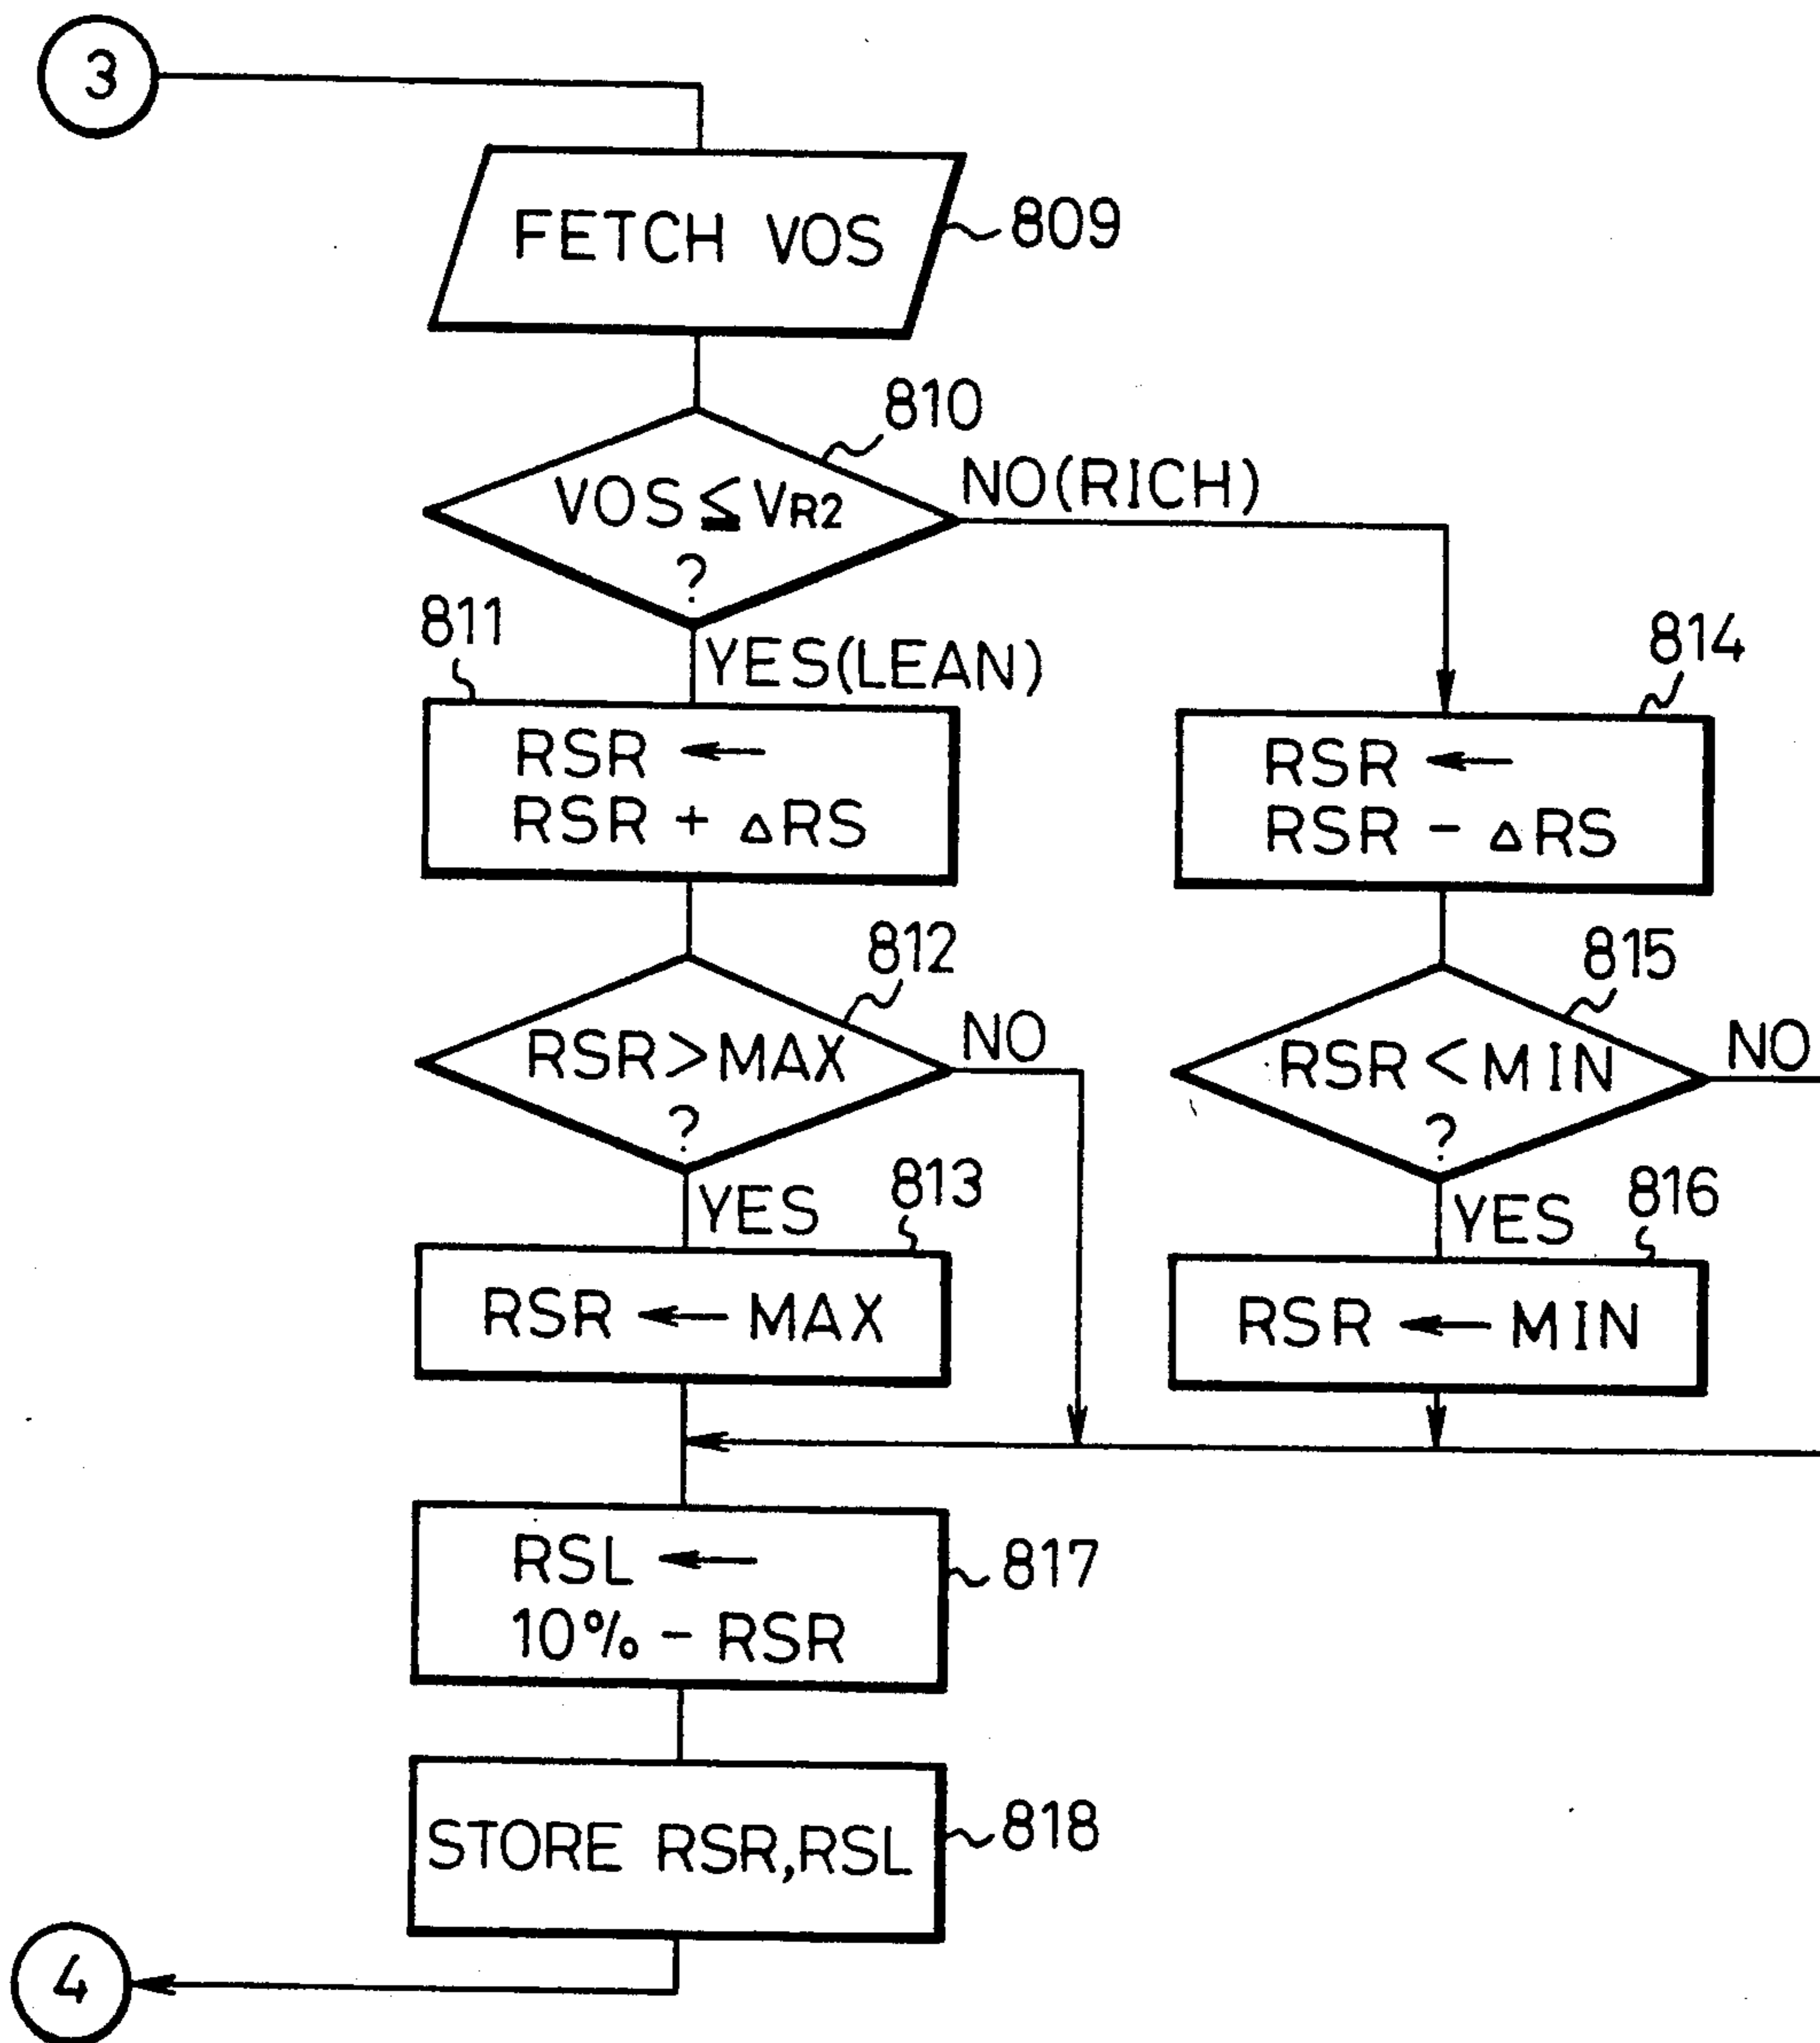 3
FETCH VOS
809
810
VOS ≦ VR2
?
NO(RICH)
YES(LEAN)
811
RSR ←
RSR + △RS
814
RSR ←
RSR - △RS
812
RSR > MAX
?
NO
815
RSR < MIN
?
NO
YES
813
RSR ← MAX
YES
816
RSR ← MIN
RSL ←
10% - RSR
817
STORE RSR,RSL
818
4